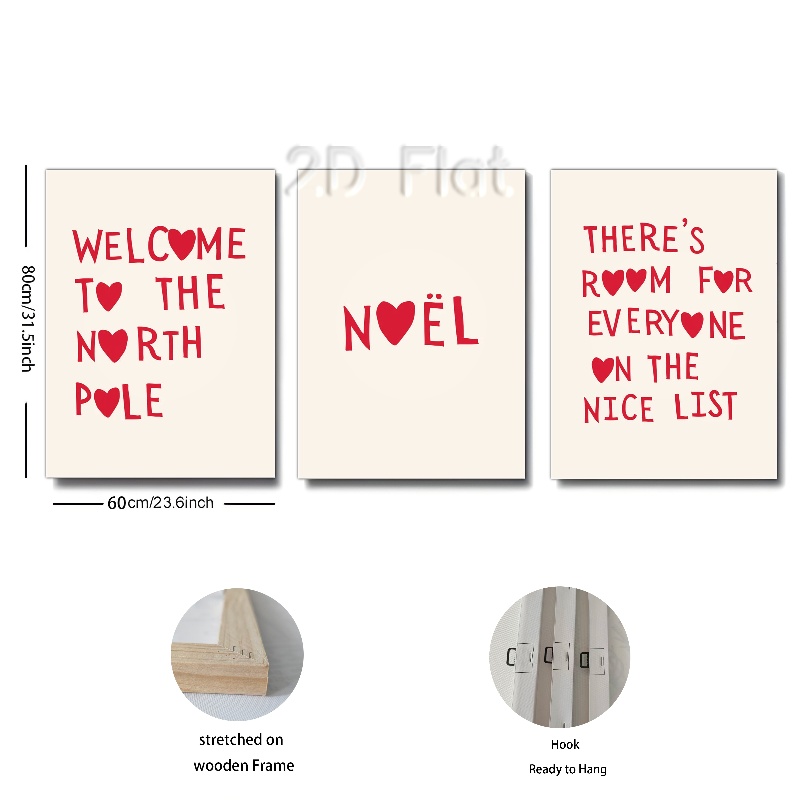 2D Flat
WELCOME
TO THE
NORTH
POLE
NOËL
THERE'S
ROOM FOR
EVERYONE
ON THE
NICE LIST
80cm/31.5inch
60cm/23.6inch
stretched on
wooden Frame
Hook
Ready to Hang